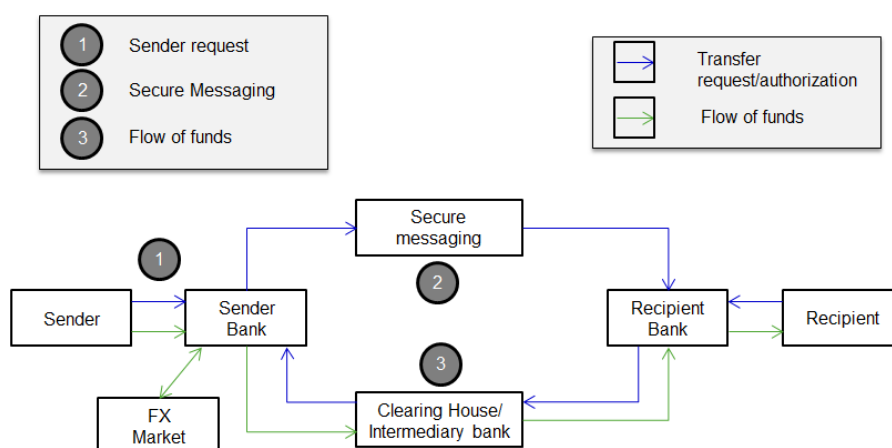 1 Sender request
2 Secure Messaging
3 Flow of funds
Transfer
request/authorization
Flow of funds
Secure
messaging
1
2
Sender
Sender
Bank
Recipient
Bank
Recipient
3
FX
Market
Clearing House/
Intermediary bank